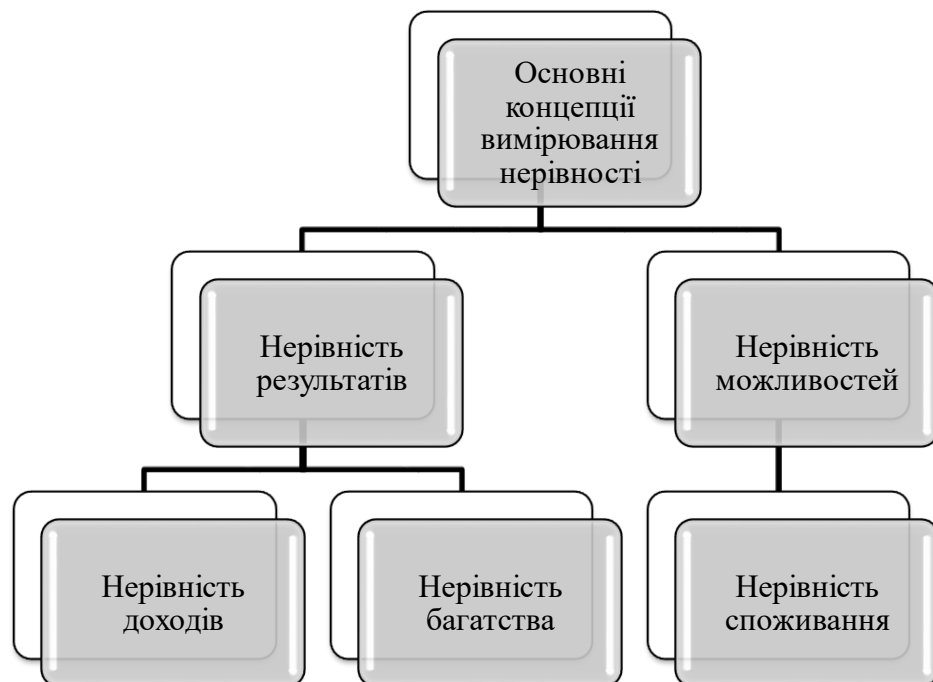 Основні
концепції
вимірювання
нерівності
Нерівність
результатів
Нерівність
можливостей
Нерівність
доходів
Нерівність
багатства
Нерівність
споживання